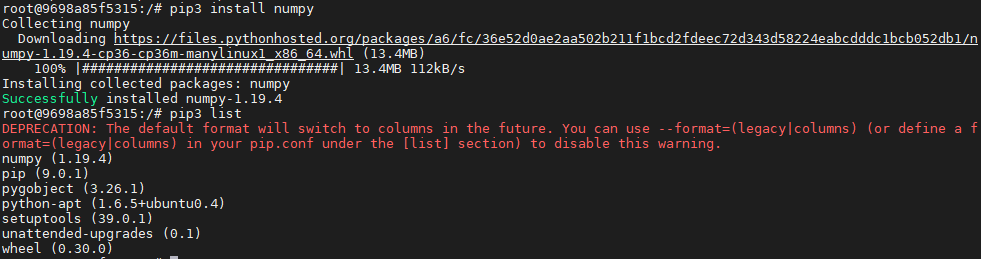 root@9698a85f5315:/# pip3 install numpy
Collecting numpy
  Downloading https://files.pythonhosted.org/packages/a6/fc/36e52d0ae2aa502b211f1bcd2fdeec72d343d58224eabcdddc1bcb052db1/n
umpy-1.19.4-cp36-cp36m-manylinux1_x86_64.whl (13.4MB)
    100% |################################| 13.4MB 112kB/s
Installing collected packages: numpy
Successfully installed numpy-1.19.4
root@9698a85f5315:/# pip3 list
DEPRECATION: The default format will switch to columns in the future. You can use --format=(legacy|columns) (or define a f
ormat=(legacy|columns) in your pip.conf under the [list] section) to disable this warning.
numpy (1.19.4)
pip (9.0.1)
pygobject (3.26.1)
python-apt (1.6.5+ubuntu0.4)
setuptools (39.0.1)
unattended-upgrades (0.1)
wheel (0.30.0)